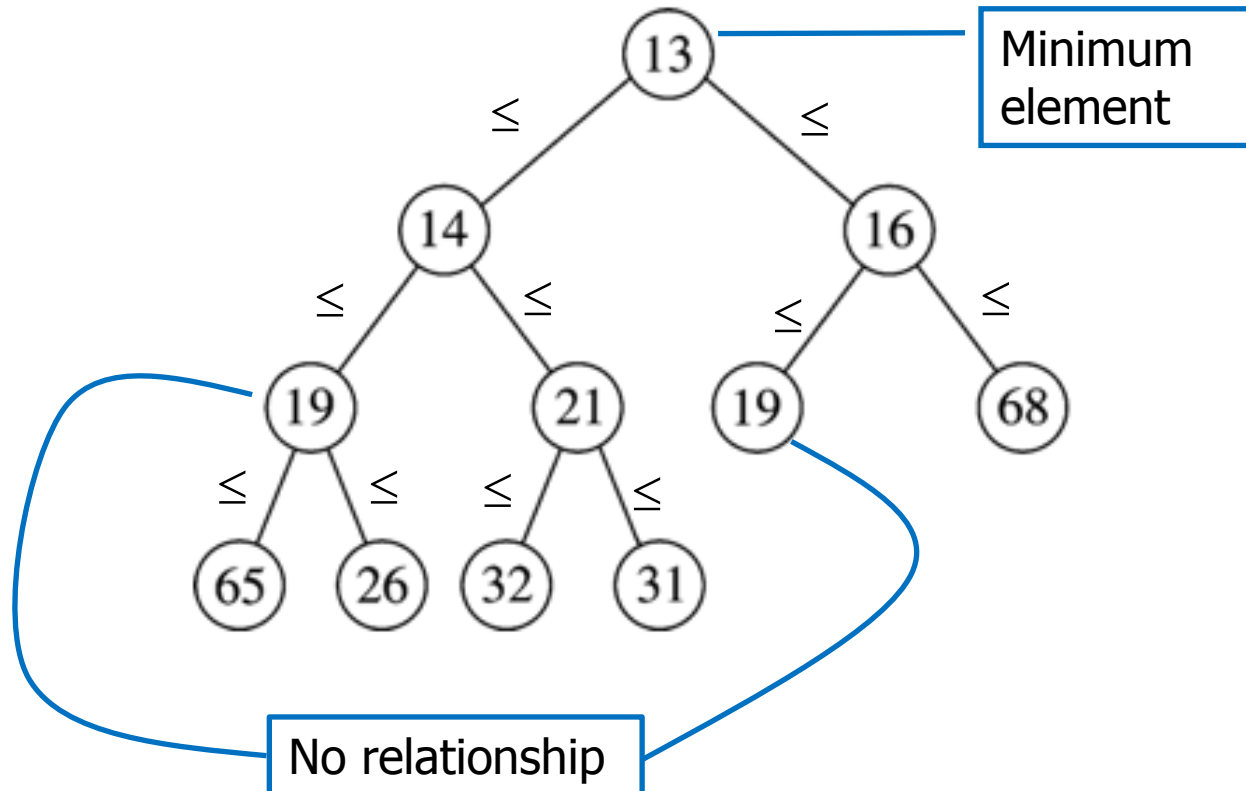 13
Minimum
element
≤ ≤
14 16
≤ ≤ ≤ ≤
19 21 19 68
≤ ≤ ≤ ≤
65 26 32 31
No relationship